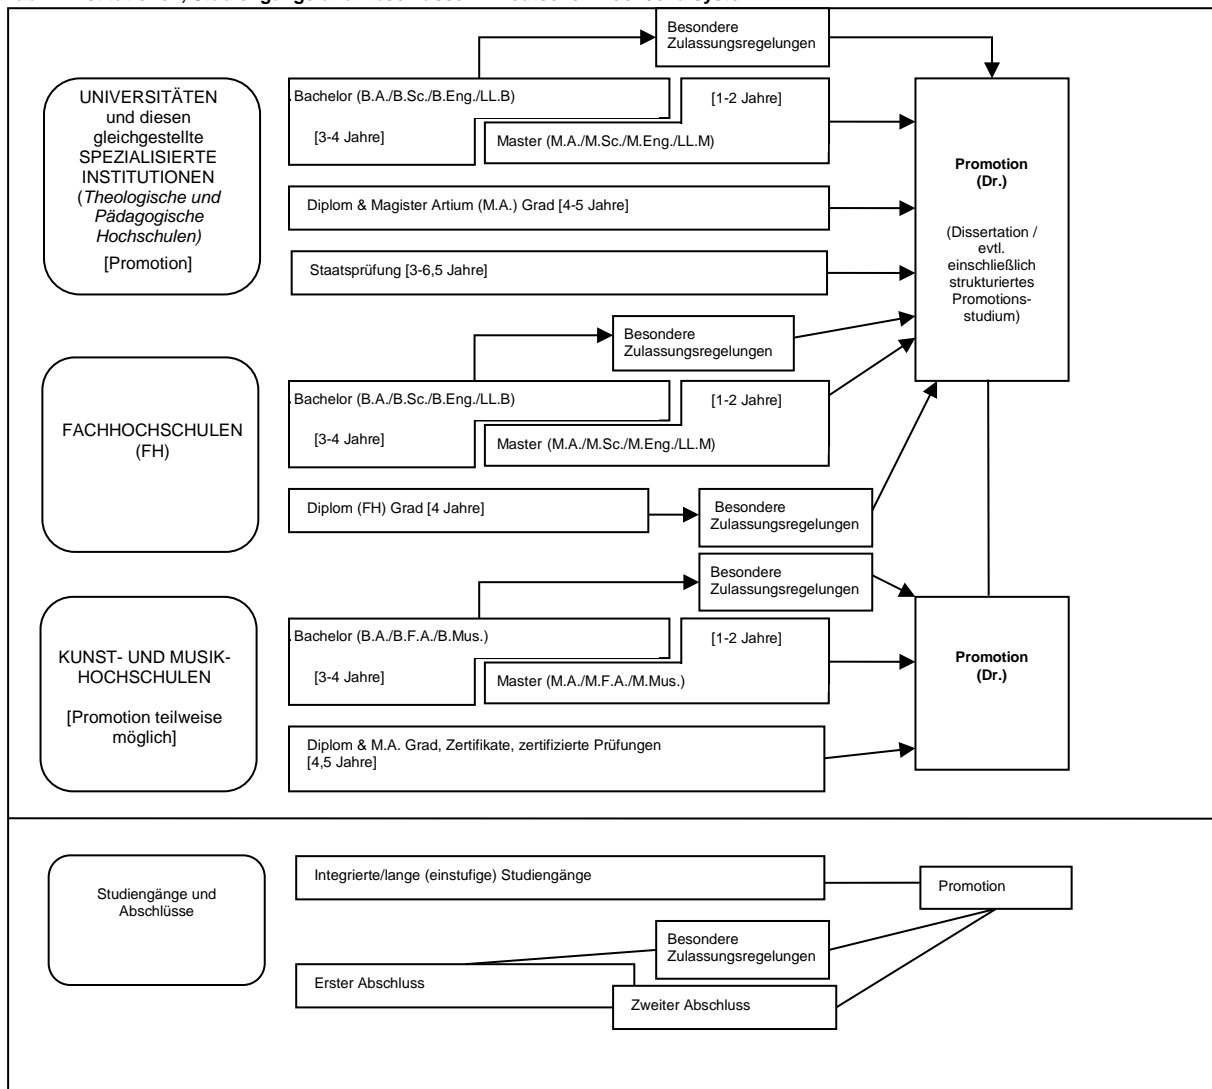 Besondere
Zulassungsregelungen
UNIVERSITÄTEN
und diesen
gleichgestellte
SPEZIALISIERTE
INSTITUTIONEN
(Theologische und
Pädagogische
Hochschulen)
[Promotion]
Bachelor (B.A./B.Sc./B.Eng./LL.B)
[3-4 Jahre]
[1-2 Jahre]
Master (M.A./M.Sc./M.Eng./LL.M)
Diplom & Magister Artium (M.A.) Grad [4-5 Jahre]
Staatsprüfung [3-6,5 Jahre]
Promotion
(Dr.)
(Dissertation /
evtl.
einschließlich
strukturiertes
Promotions-
studium)
Besondere
Zulassungsregelungen
FACHHOCHSCHULEN
(FH)
Bachelor (B.A./B.Sc./B.Eng./LL.B)
[3-4 Jahre]
[1-2 Jahre]
Master (M.A./M.Sc./M.Eng./LL.M)
Diplom (FH) Grad [4 Jahre]
Besondere
Zulassungsregelungen
Besondere
Zulassungsregelungen
KUNST- UND MUSIK-
HOCHSCHULEN
[Promotion teilweise
möglich]
Bachelor (B.A./B.F.A./B.Mus.)
[3-4 Jahre]
[1-2 Jahre]
Master (M.A./M.F.A./M.Mus.)
Diplom & M.A. Grad, Zertifikate, zertifizierte Prüfungen
[4,5 Jahre]
Promotion
(Dr.)
Studiengänge und
Abschlüsse
Integrierte/lange (einstufige) Studiengänge
Promotion
Besondere
Zulassungsregelungen
Erster Abschluss
Zweiter Abschluss